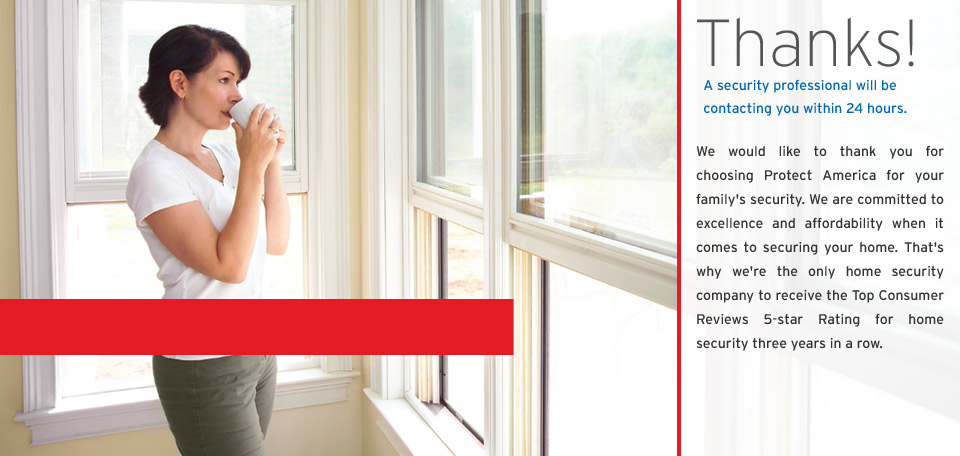 Thanks!
A security professional will be
contacting you within 24 hours.
We would like to thank you for
choosing Protect America for your
family's security. We are committed to
excellence and affordability when it
comes to securing your home. That's
why we're the only home security
company to receive the Top Consumer
Reviews 5-star Rating for home
security three years in a row.